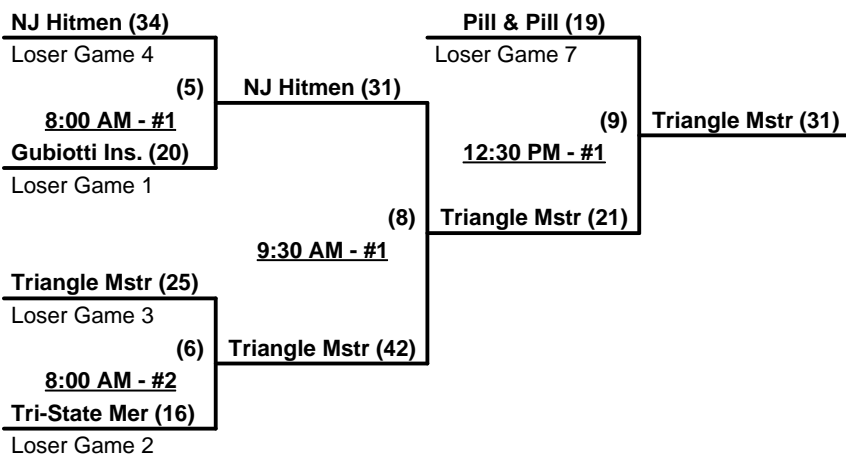 NJ Hitmen (34)
Loser Game 4
(5)
8:00 AM - #1
Gubiotti Ins. (20)
Loser Game 1
NJ Hitmen (31)
(8)
9:30 AM - #1
Triangle Mstr (25)
Loser Game 3
(6)
8:00 AM - #2
Tri-State Mer (16)
Loser Game 2
Triangle Mstr (42)
Pill & Pill (19)
Loser Game 7
(9)
12:30 PM - #1
Triangle Mstr (21)
Triangle Mstr (31)